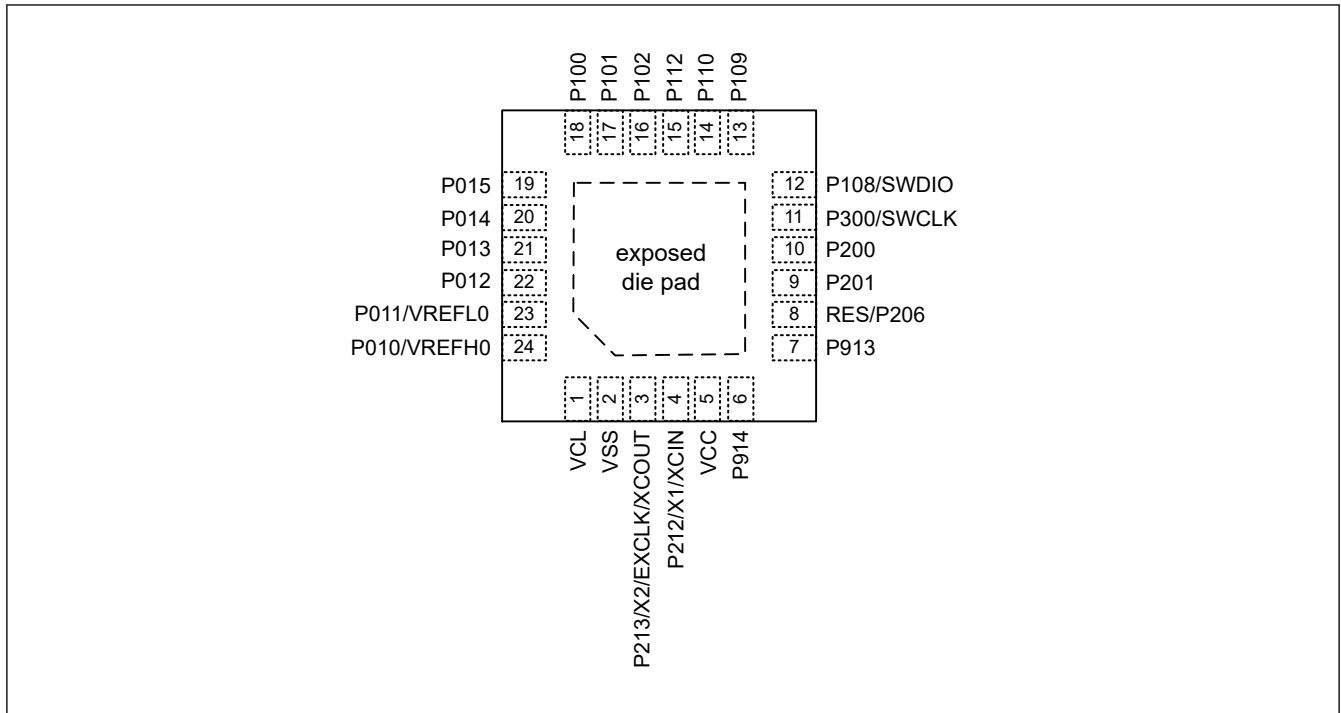 P100
P101
P102
P112
P110
P109
18
17
16
15
14
13
P015 19
P014 20
P013 21
P012 22
P011/VREFL0 23
P010/VREFH0 24
exposed
die pad
12 P108/SWDIO
11 P300/SWCLK
10 P200
9 P201
8 RES/P206
7 P913
1
2
3
4
5
6
VCL
VSS
P213/X2/EXCLK/XCOUT
P212/X1/XCIN
VCC
P914